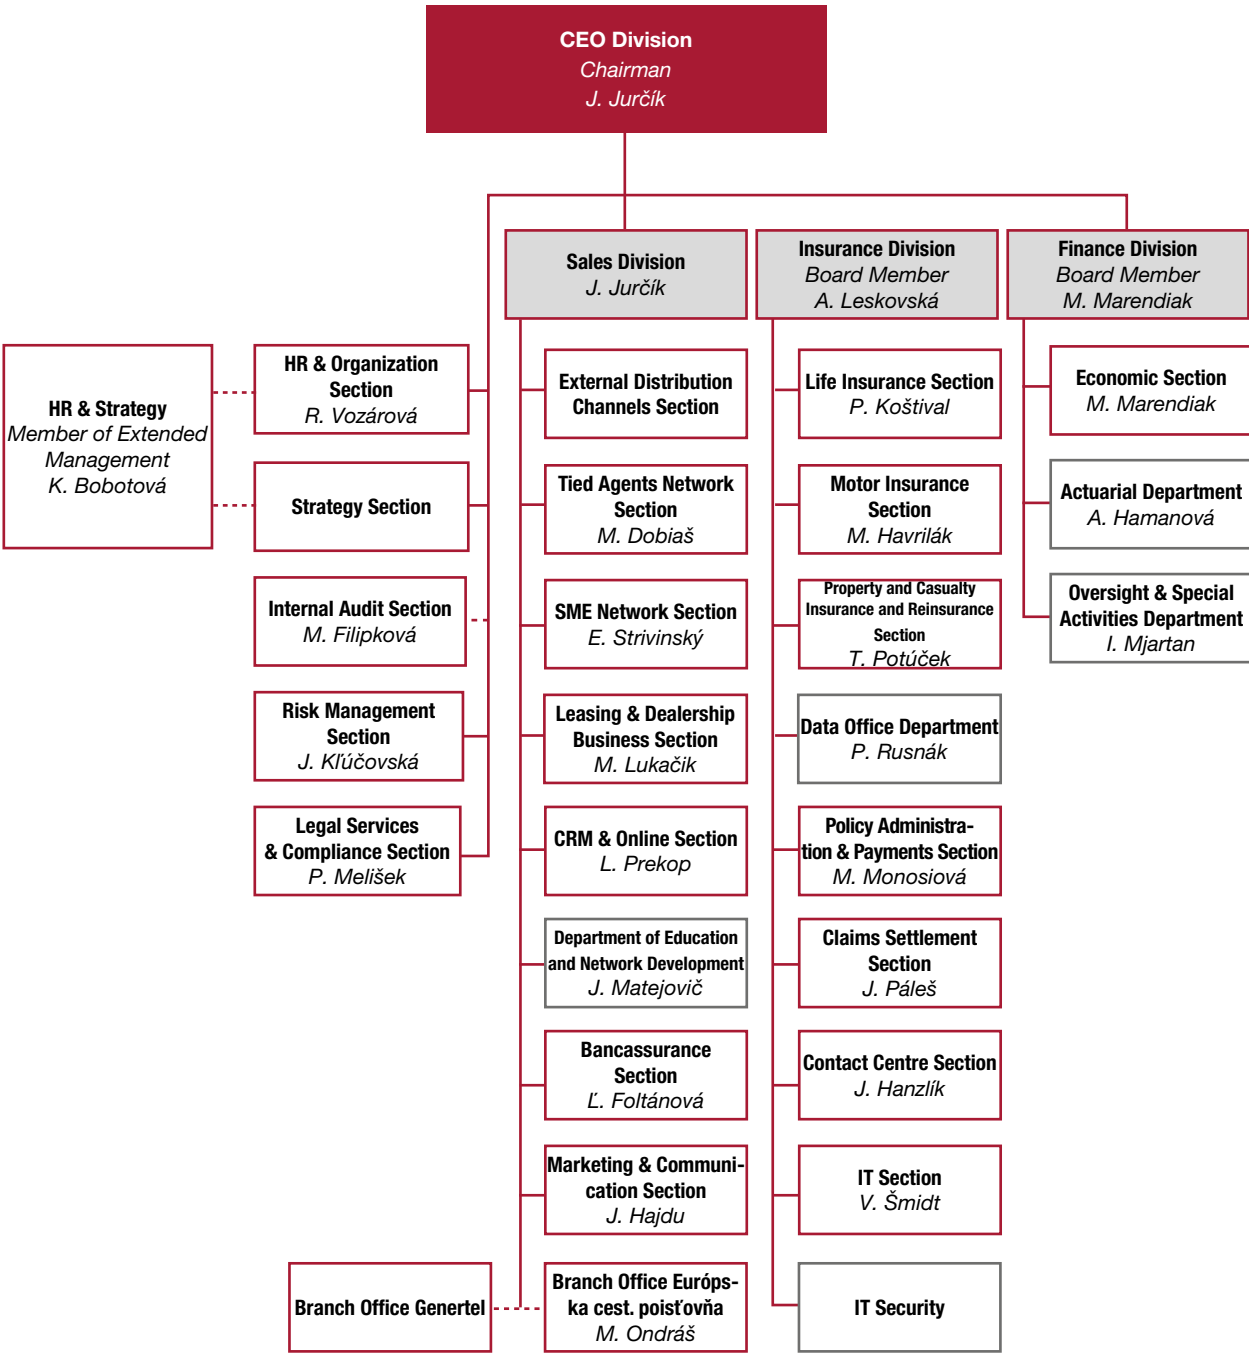 CEO Division
Chairman
J. Jurčík
Sales Division
J. Jurčík
Insurance Division
Board Member
A. Leskovská
Finance Division
Board Member
M. Marendiak
HR & Strategy
Member of Extended
Management
K. Bobotová
HR & Organization
Section
R. Vozárová
Strategy Section
Internal Audit Section
M. Filipková
Risk Management
Section
J. Kľúčovská
Legal Services
& Compliance Section
P. Melišek
External Distribution
Channels Section
Tied Agents Network
Section
M. Dobiaš
SME Network Section
E. Strivinský
Leasing & Dealership
Business Section
M. Lukačik
CRM & Online Section
L. Prekop
Department of Education
and Network Development
J. Matejovič
Bancassurance
Section
Ľ. Foltánová
Marketing & Communi-
cation Section
J. Hajdu
Branch Office Genertel
Branch Office Európs-
ka cest. poisťovňa
M. Ondráš
Life Insurance Section
P. Koštival
Motor Insurance
Section
M. Havrilák
Property and Casualty
Insurance and Reinsurance
Section
T. Potúček
Data Office Department
P. Rusnák
Policy Administra-
tion & Payments Section
M. Monosiová
Claims Settlement
Section
J. Páleš
Contact Centre Section
J. Hanzlík
IT Section
V. Šmidt
IT Security
Economic Section
M. Marendiak
Actuarial Department
A. Hamanová
Oversight & Special
Activities Department
I. Mjartan